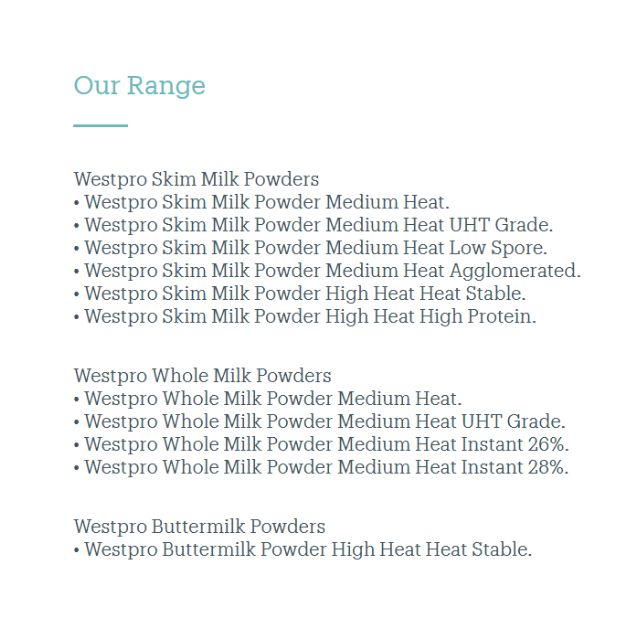 Our Range
Westpro Skim Milk Powders
• Westpro Skim Milk Powder Medium Heat.
• Westpro Skim Milk Powder Medium Heat UHT Grade.
• Westpro Skim Milk Powder Medium Heat Low Spore.
• Westpro Skim Milk Powder Medium Heat Agglomerated.
• Westpro Skim Milk Powder High Heat Heat Stable.
• Westpro Skim Milk Powder High Heat High Protein.
Westpro Whole Milk Powders
• Westpro Whole Milk Powder Medium Heat.
• Westpro Whole Milk Powder Medium Heat UHT Grade.
• Westpro Whole Milk Powder Medium Heat Instant 26%.
• Westpro Whole Milk Powder Medium Heat Instant 28%.
Westpro Buttermilk Powders
• Westpro Buttermilk Powder High Heat Heat Stable.